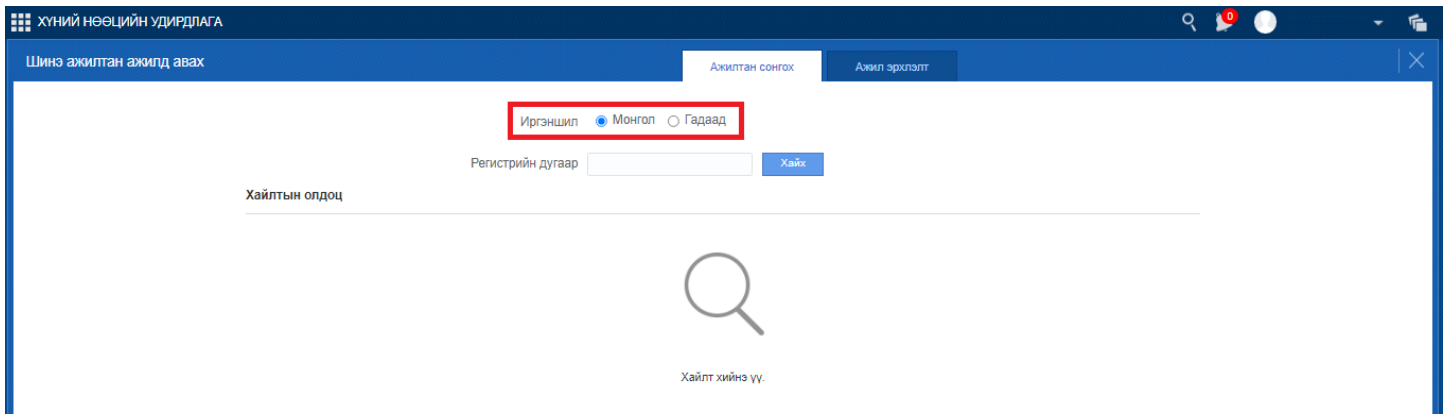 ХҮНИЙ НӨӨЦИЙН УДИРДЛАГА
0
Шинэ ажилтан ажилд авах
Ажилтан сонгох
Ажил эрхлэлт
Иргэншил Монгол Гадаад
Регистрийн дугаар Хайх
Хайлтын олдоц
Хайлт хийнэ үү.